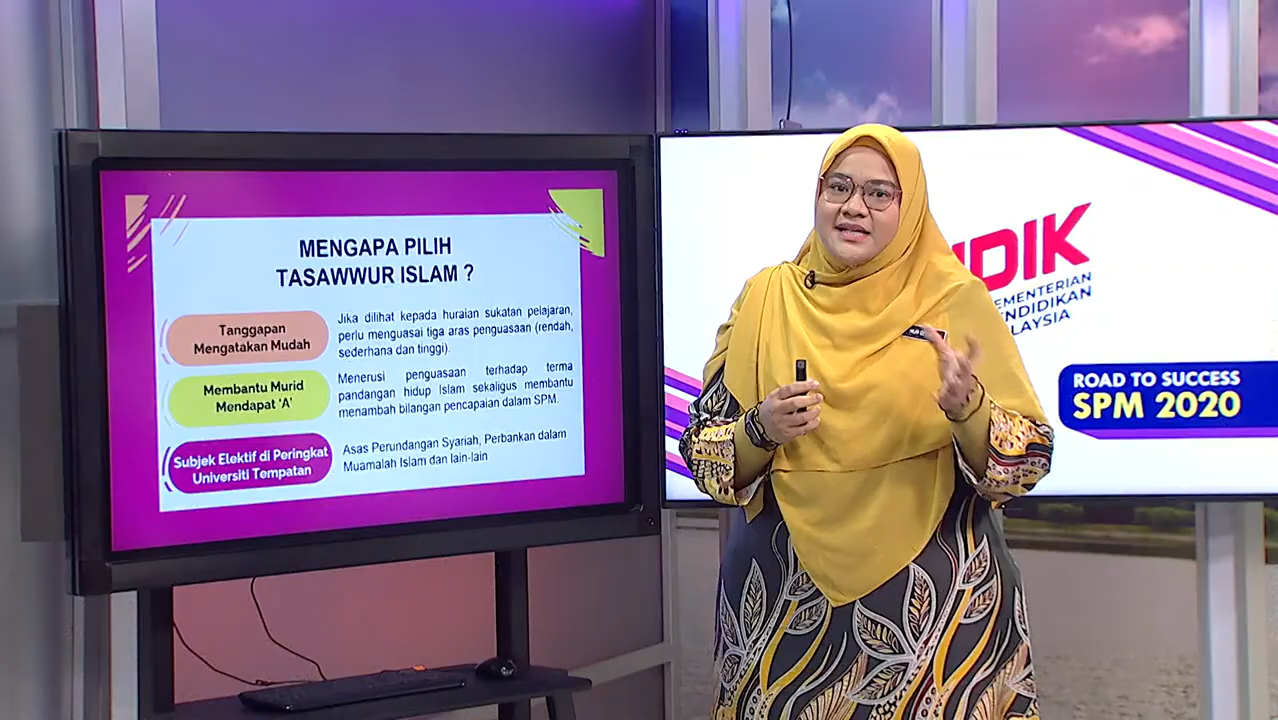 MENGAPA PILIH
TASAWWUR ISLAM ?
Tanggapan
Mengatakan Mudah
Jika dilihat kepada huraian sukatan pelajaran,
perlu menguasai tiga aras penguasaan (rendah,
sederhana dan tinggi).
Membantu Murid
Mendapat 'A'
Menerusi penguasaan terhadap terma
pandangan hidup Islam sekaligus membantu
menambah bilangan pencapaian dalam SPM.
Subjek Elektif di Peringkat
Universiti Tempatan
Asas Perundangan Syariah, Perbankan dalam
Muamalah Islam dan lain-lain
DIK
EMENTERIAN
ENDIDIKAN
LAYSIA
ROAD TO SUCCESS
SPM 2020